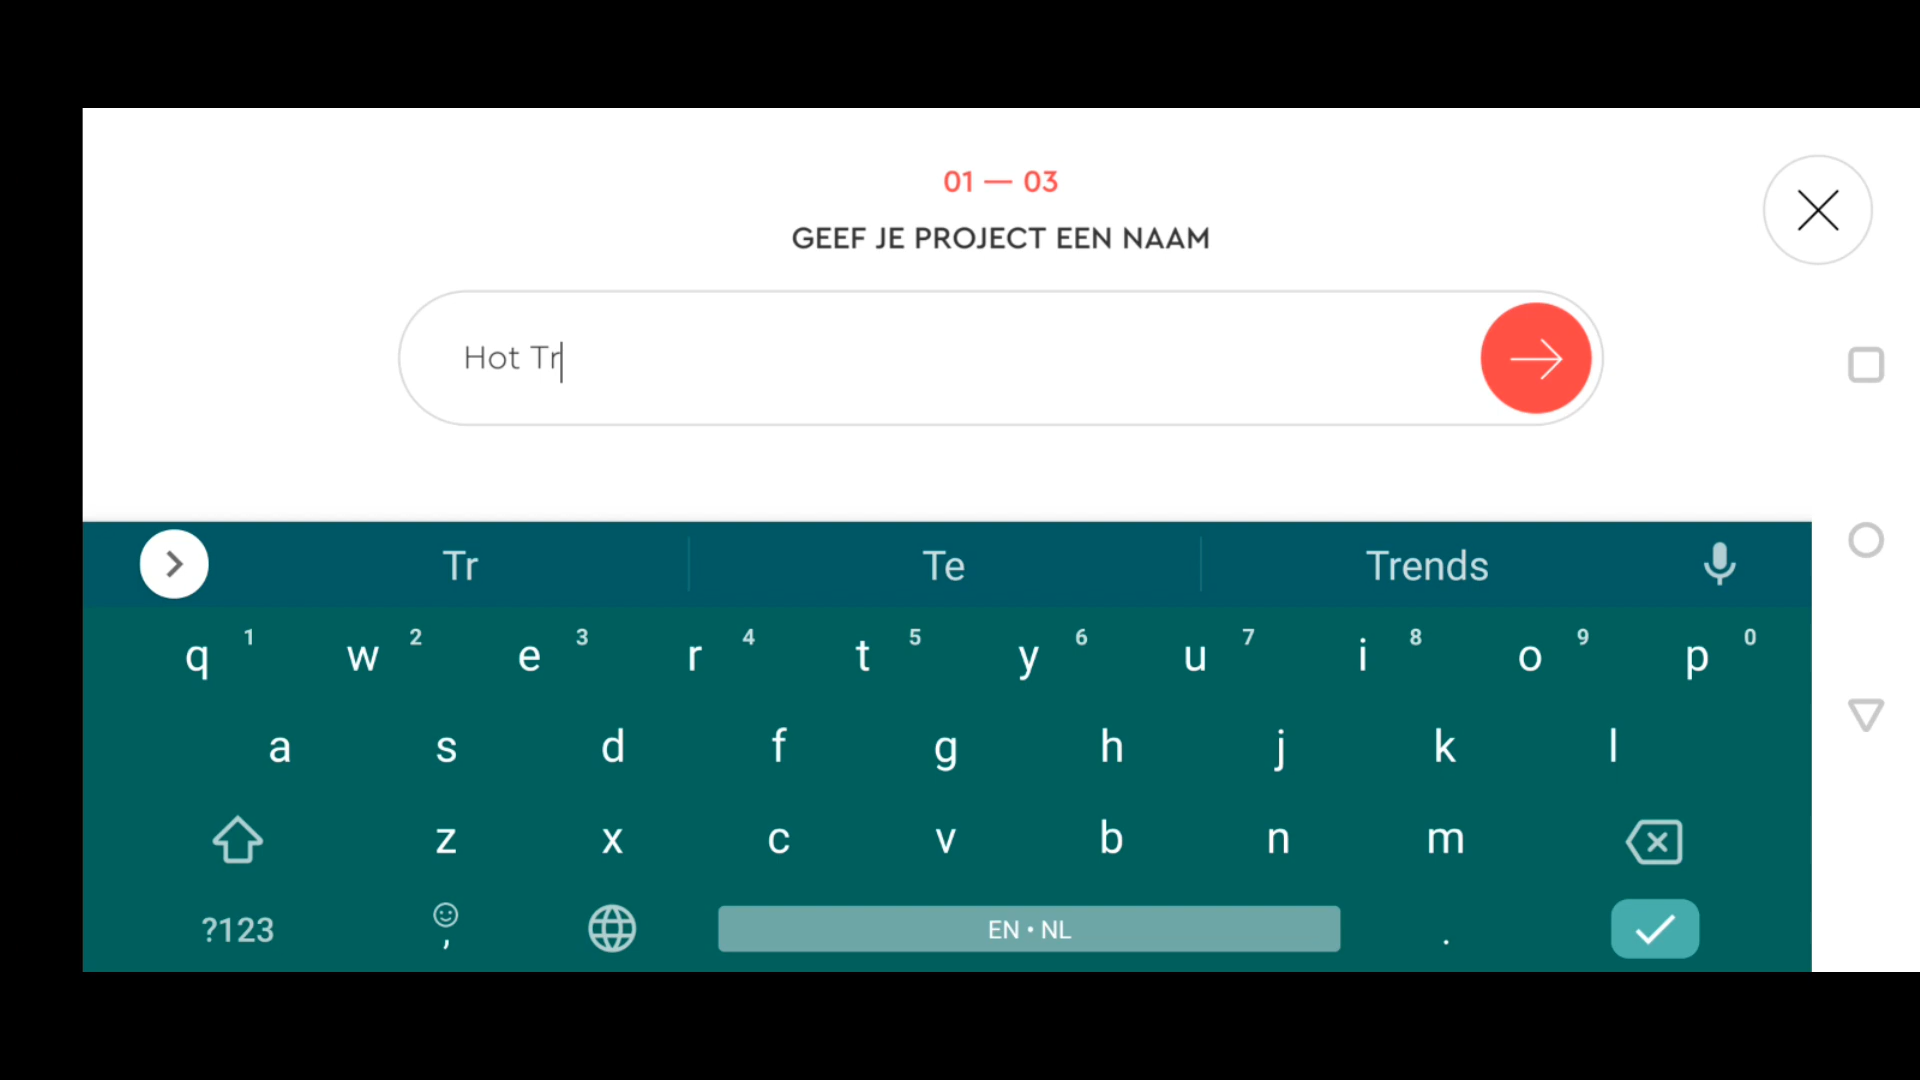 01 — 03
GEEF JE PROJECT EEN NAAM
Hot Tr
Tr Te Trends
q 1 w 2 e 3 r 4 t 5 y 6 u 7 i 8 o 9 p 0
a s d f g h j k l
z x c v b n m
?123 , EN • NL .